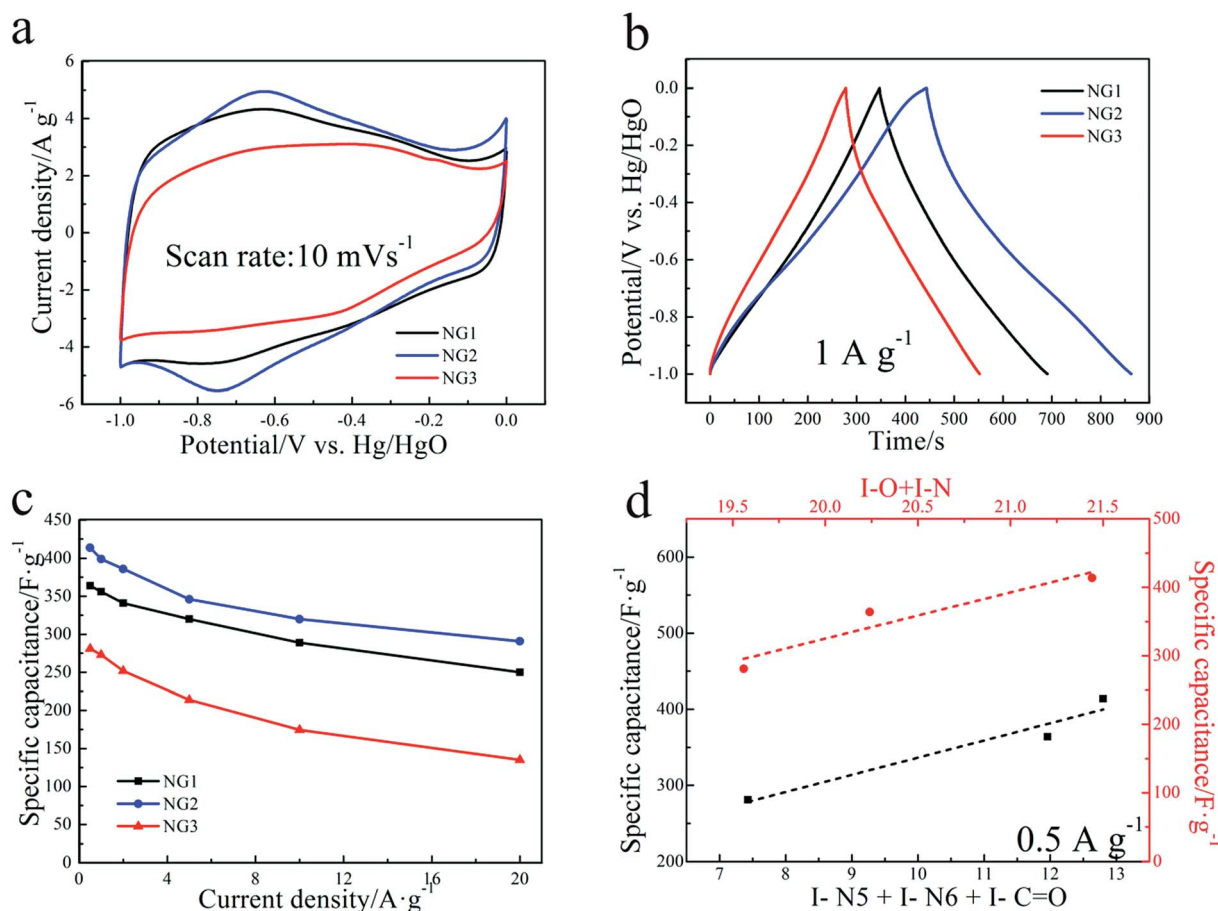 a
Current density/A g-1
6
4
2
0
-2
-4
-6
Scan rate:10 mVs-1
NG1
NG2
NG3
-1.0 -0.8 -0.6 -0.4 -0.2 0.0
Potential/V vs. Hg/HgO
b
Potential/V vs. Hg/HgO
0.0
-0.2
-0.4
-0.6
-0.8
-1.0
NG1
NG2
NG3
1 A g-1
0 100 200 300 400 500 600 700 800 900
Time/s
c
Specific capacitance/F·g-1
450
400
350
300
250
200
175
150
125
100
75
50
25
0
NG1
NG2
NG3
0 4 8 12 16 20
Current density/A·g-1
d
I-O+I-N
19.5 20.0 20.5 21.0 21.5
Specific capacitance/F·g-1
600
500
400
300
200
500
400
300
200
100
0
Specific capacitance/F·g-1
0.5 A g-1
7 8 9 10 11 12 13
I- N5 + I- N6 + I- C=O